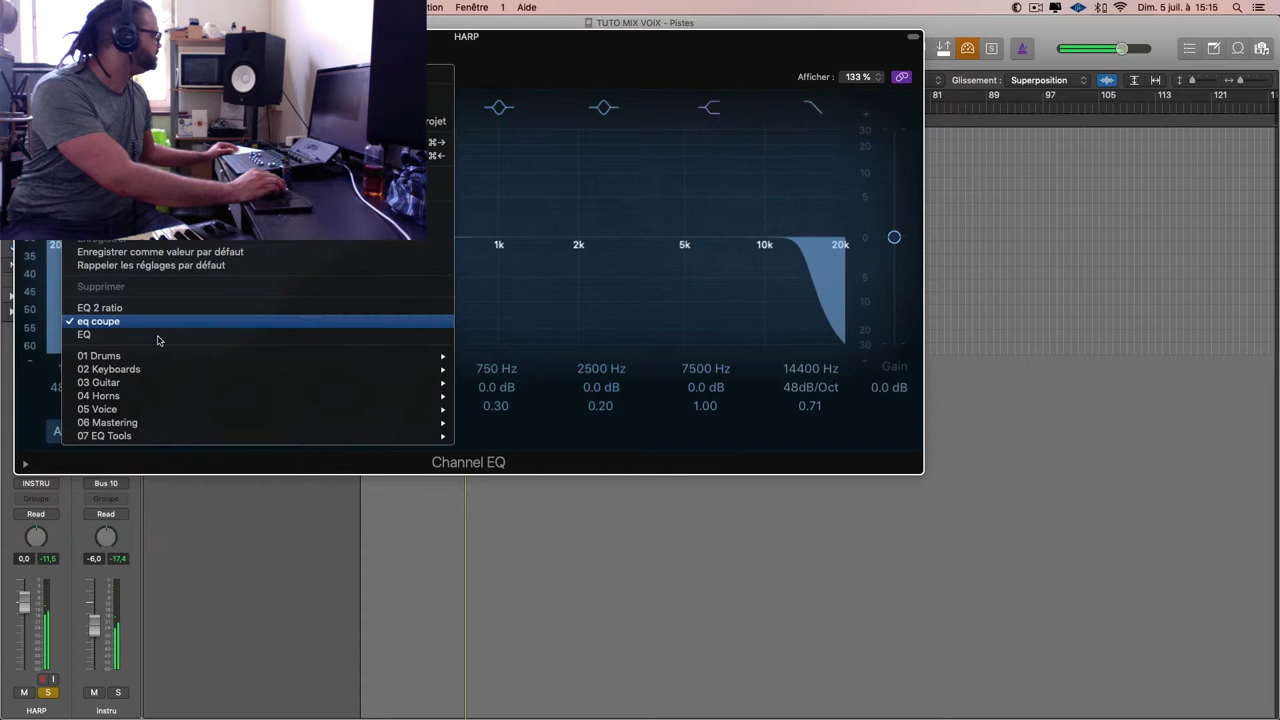 tion Fenêtre 1 Aide
Dim. 5 juil. à 15:15
TUTO MIX VOIX - Pistes
HARP
Afficher : 133 %
Glissement : Superposition
81 89 97 105 113 121
rojet
⌘→
⌘←
Enregistrer comme valeur par défaut
Rappeler les réglages par défaut
Supprimer
EQ 2 ratio
✓ eq coupe
EQ
01 Drums
02 Keyboards
03 Guitar
04 Horns
05 Voice
06 Mastering
07 EQ Tools
35
40
45
50
55
60
1k 2k 5k 10k 20k
+
30
20
10
5
0
5
10
20
30
750 Hz 2500 Hz 7500 Hz 14400 Hz Gain
0.0 dB 0.0 dB 0.0 dB 48dB/Oct 0.0 dB
0.30 0.20 1.00 0.71
Channel EQ
INSTRU Bus 10
Groupe Groupe
Read Read
0,0 -11,5 -6,0 -17,4
R I
M S M S
HARP instru